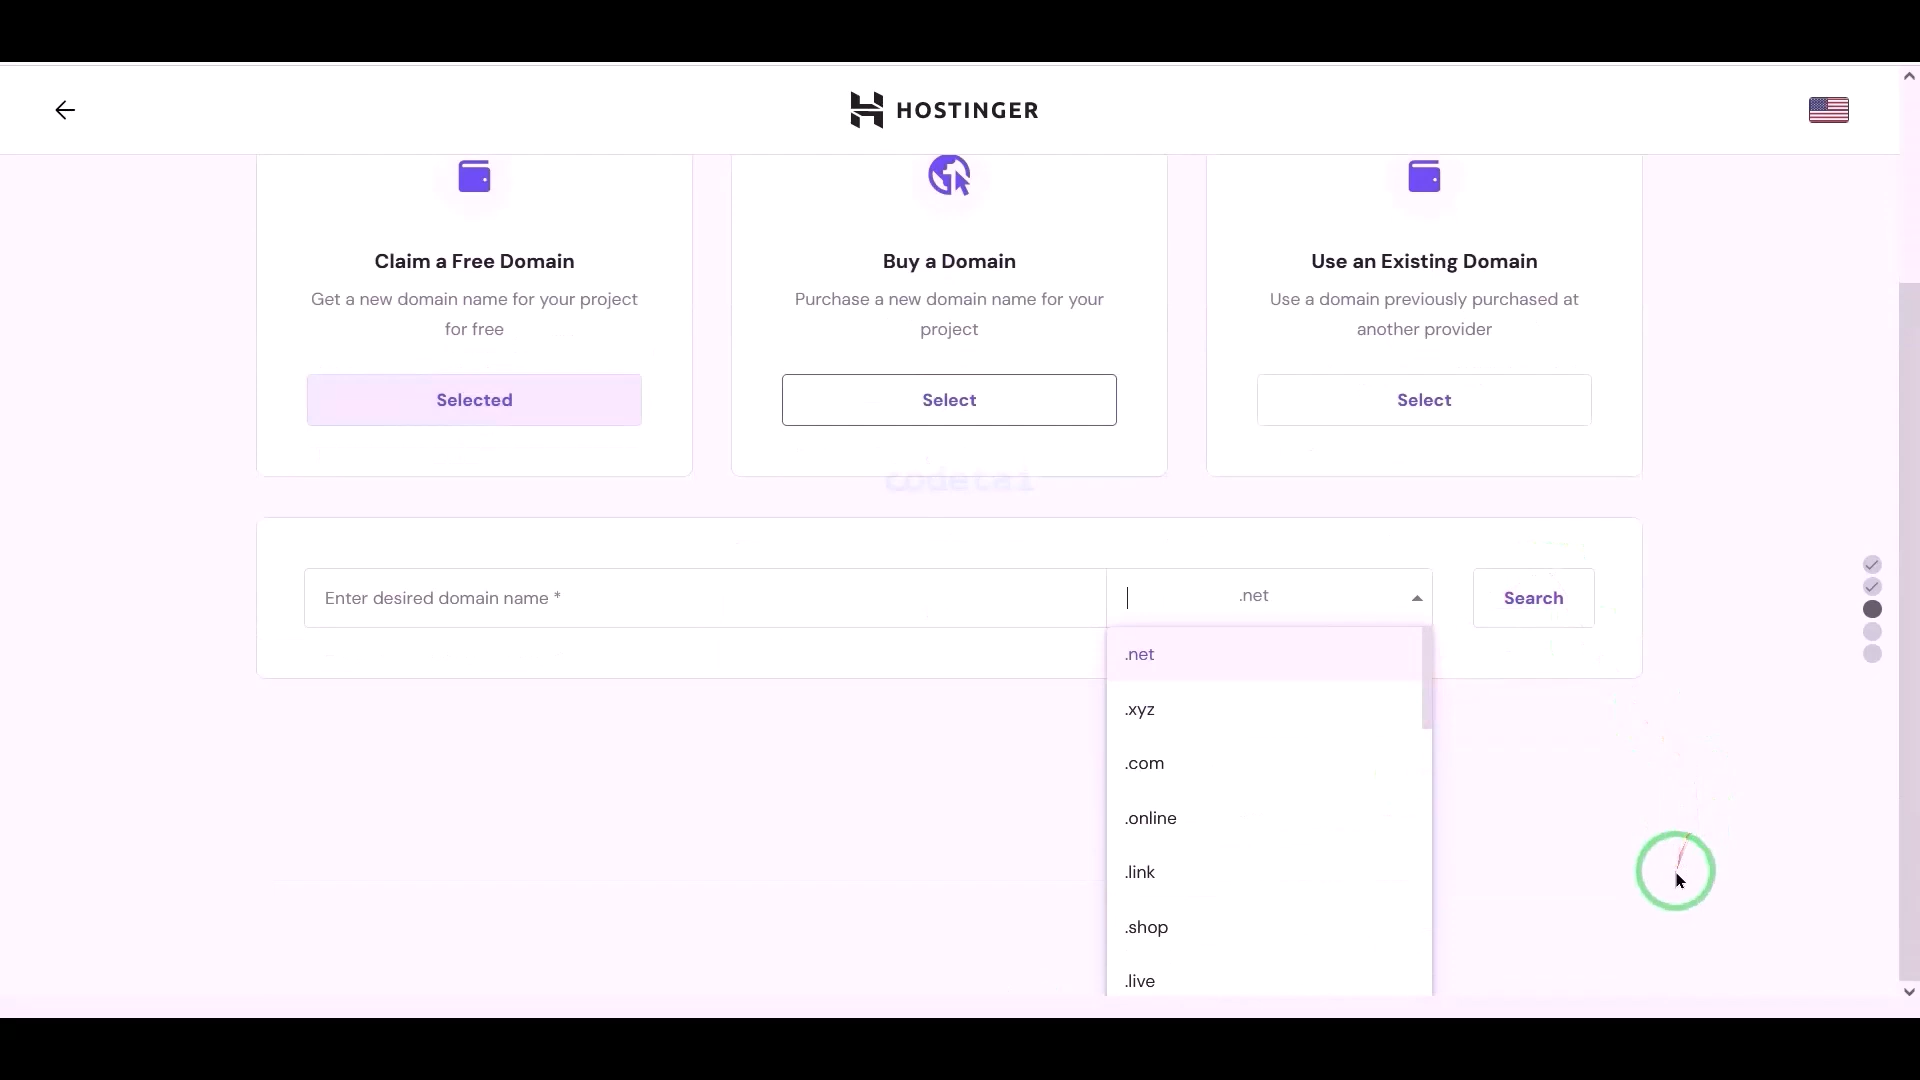 HOSTINGER
Claim a Free Domain
Get a new domain name for your project
for free
Selected
Buy a Domain
Purchase a new domain name for your
project
Select
Use an Existing Domain
Use a domain previously purchased at
another provider
Select
codetai
Enter desired domain name *
.net
Search
.net
.xyz
.com
.online
.link
.shop
.live